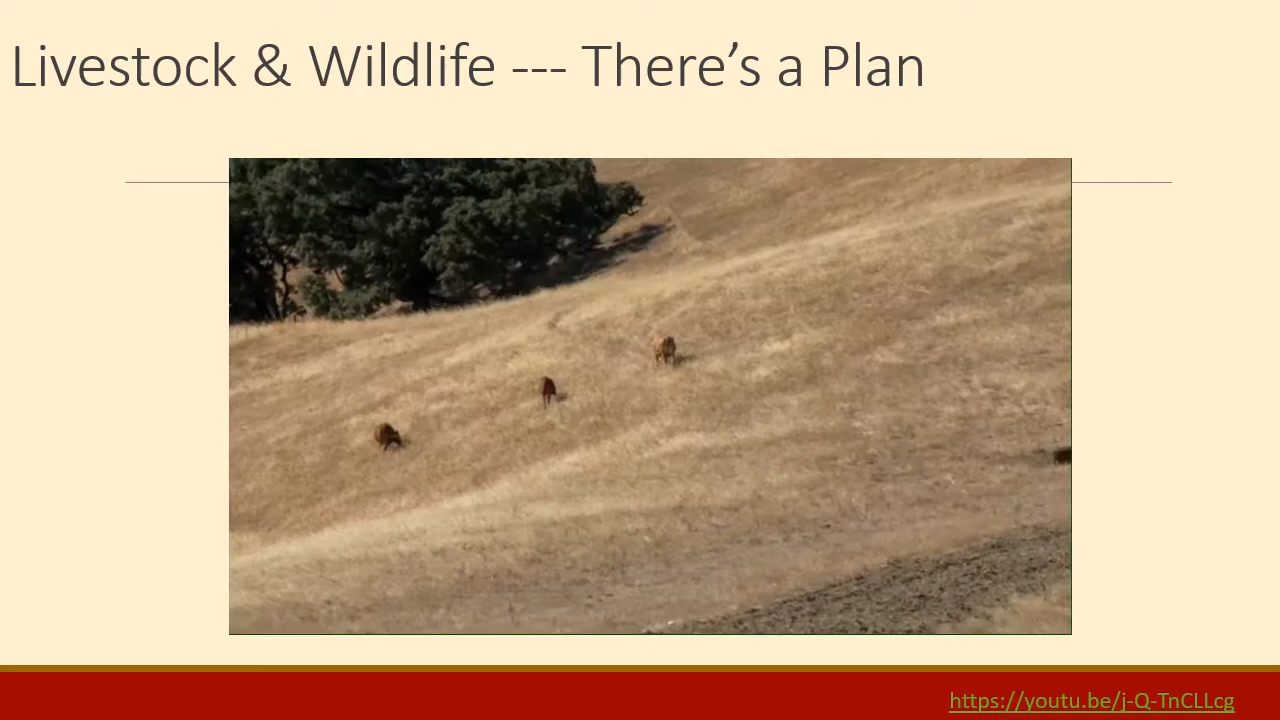 Livestock & Wildlife --- There’s a Plan
https://youtu.be/j-Q-TnCLLcg